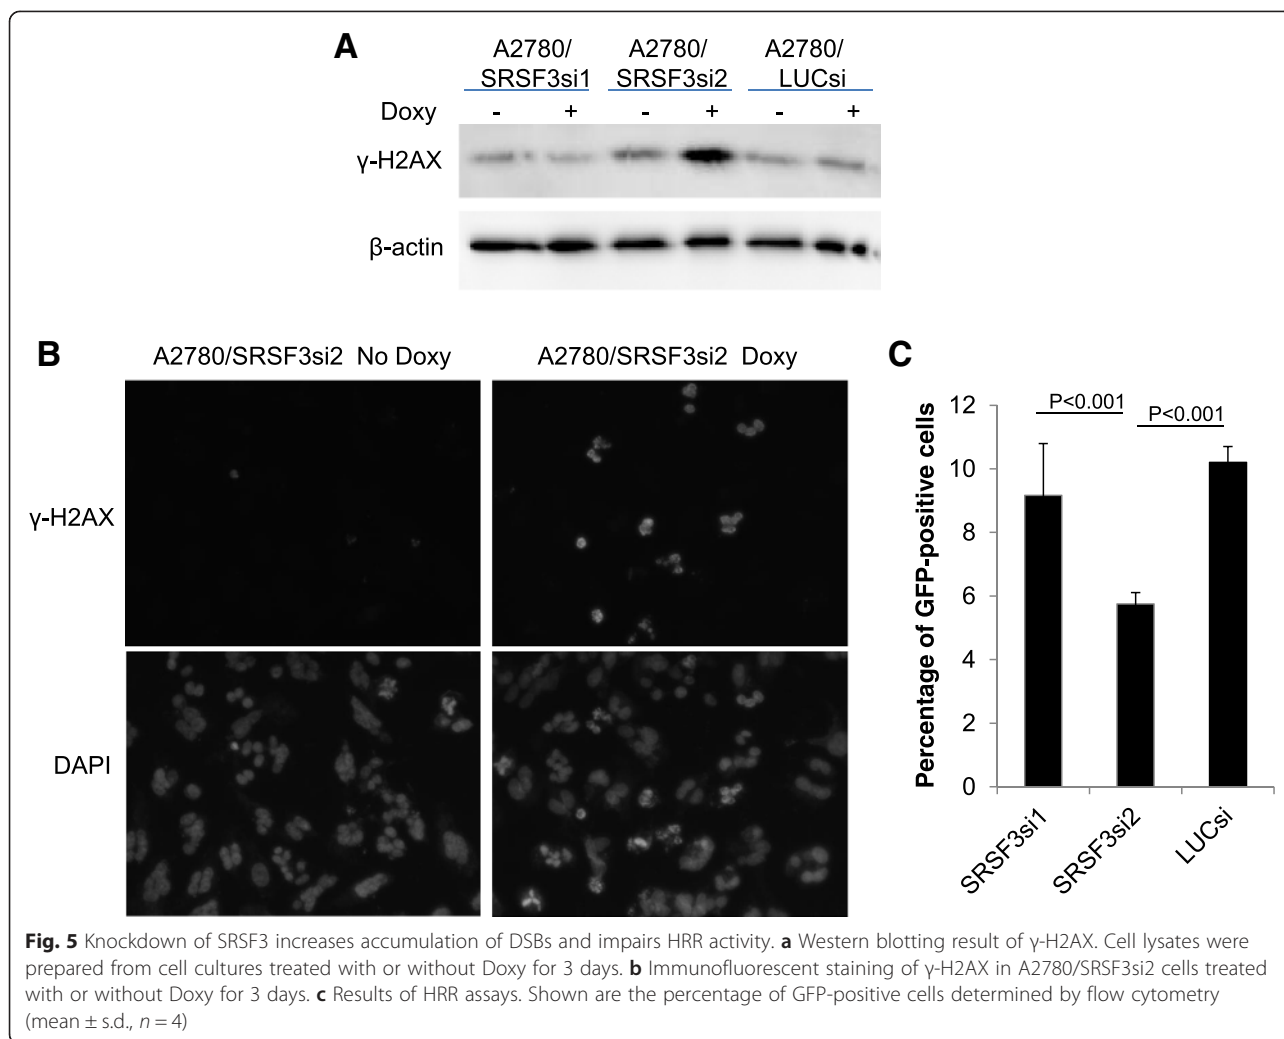 A
A2780/ A2780/ A2780/
SRSF3si1 SRSF3si2 LUCsi
Doxy - + - + - +
γ-H2AX
β-actin
B
A2780/SRSF3si2 No Doxy A2780/SRSF3si2 Doxy
γ-H2AX
DAPI
C
Percentage of GFP-positive cells
12
10
8
6
4
2
0
P<0.001
P<0.001
SRSF3si1
SRSF3si2
LUCsi
Fig. 5 Knockdown of SRSF3 increases accumulation of DSBs and impairs HRR activity. a Western blotting result of γ-H2AX. Cell lysates were
prepared from cell cultures treated with or without Doxy for 3 days. b Immunofluorescent staining of γ-H2AX in A2780/SRSF3si2 cells treated
with or without Doxy for 3 days. c Results of HRR assays. Shown are the percentage of GFP-positive cells determined by flow cytometry
(mean ± s.d., n = 4)